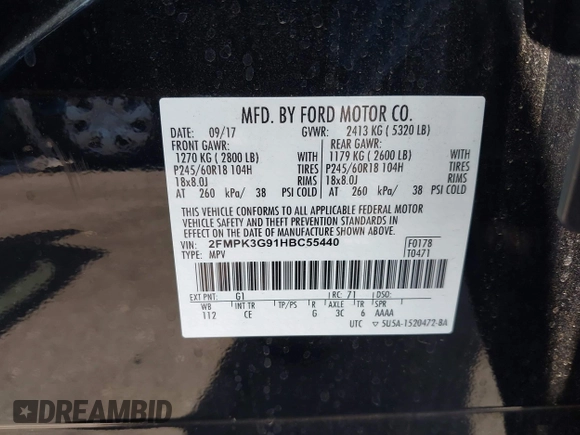 MFD. BY FORD MOTOR CO.
DATE: 09/17 GVWR: 2413 KG ( 5320 LB)
FRONT GAWR: REAR GAWR:
1270 KG ( 2800 LB) WITH 1179 KG ( 2600 LB) WITH
P245/60R18 104H TIRES P245/60R18 104H TIRES
18x8.0J RIMS 18x8.0J RIMS
AT 260 kPa/ 38 PSI COLD AT 260 kPa/ 38 PSI COLD
THIS VEHICLE CONFORMS TO ALL APPLICABLE FEDERAL MOTOR
VEHICLE SAFETY AND THEFT PREVENTION STANDARDS IN
EFFECT ON THE DATE OF MANUFACTURE SHOWN ABOVE.
VIN: 2FMPK3G91HBC55440 F0178
TYPE: MPV T0471
EXT PNT: G1 RC: 71 DSO:
WB INT TR TP/PS R AXLE TR SPR
112 CE G 3C 6 AAAA
UTC 5U5A-1520472-BA
DREAMBID